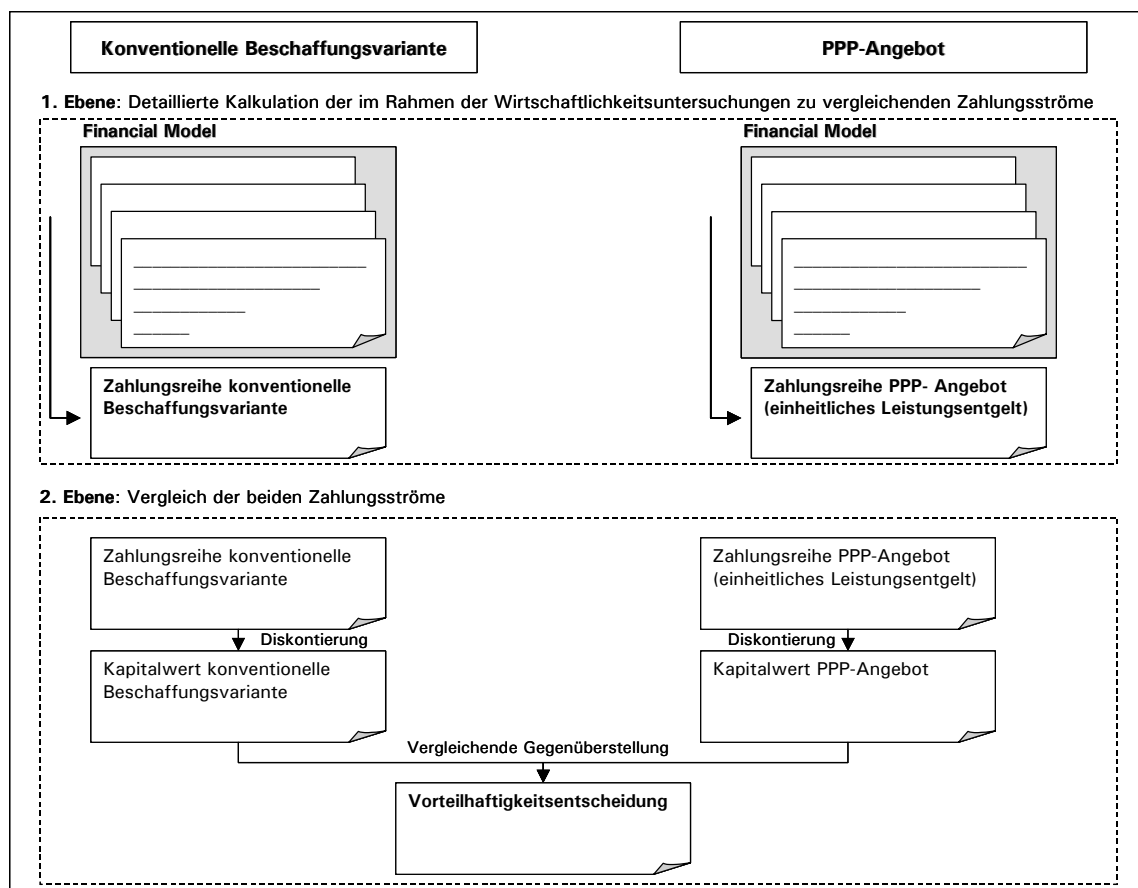 Konventionelle Beschaffungsvariante
PPP-Angebot
1. Ebene: Detaillierte Kalkulation der im Rahmen der Wirtschaftlichkeitsuntersuchungen zu vergleichenden Zahlungsströme
Financial Model
Financial Model
Zahlungsreihe konventionelle
Beschaffungsvariante
Zahlungsreihe PPP- Angebot
(einheitliches Leistungsentgelt)
2. Ebene: Vergleich der beiden Zahlungsströme
Zahlungsreihe konventionelle
Beschaffungsvariante
Zahlungsreihe PPP-Angebot
(einheitliches Leistungsentgelt)
Diskontierung
Diskontierung
Kapitalwert konventionelle
Beschaffungsvariante
Kapitalwert PPP-Angebot
Vergleichende Gegenüberstellung
Vorteilhaftigkeitsentscheidung